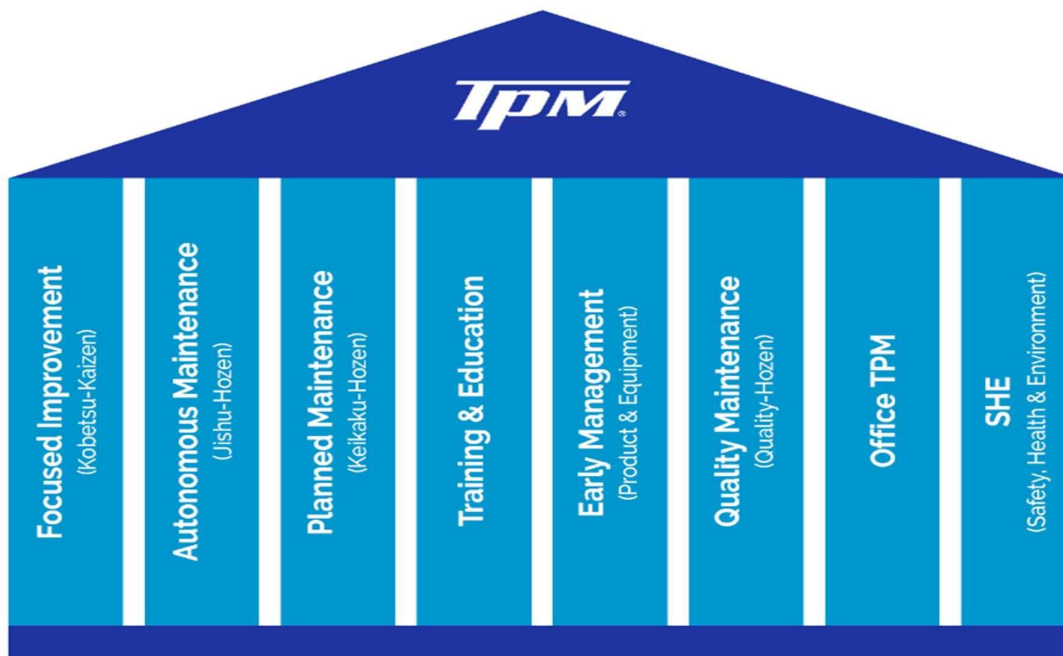 TPM®
Focused Improvement
(Kobetsu-Kaizen)
Autonomous Maintenance
(Jishu-Hozen)
Planned Maintenance
(Keikaku-Hozen)
Training & Education
Early Management
(Product & Equipment)
Quality Maintenance
(Quality-Hozen)
Office TPM
SHE
(Safety, Health & Environment)